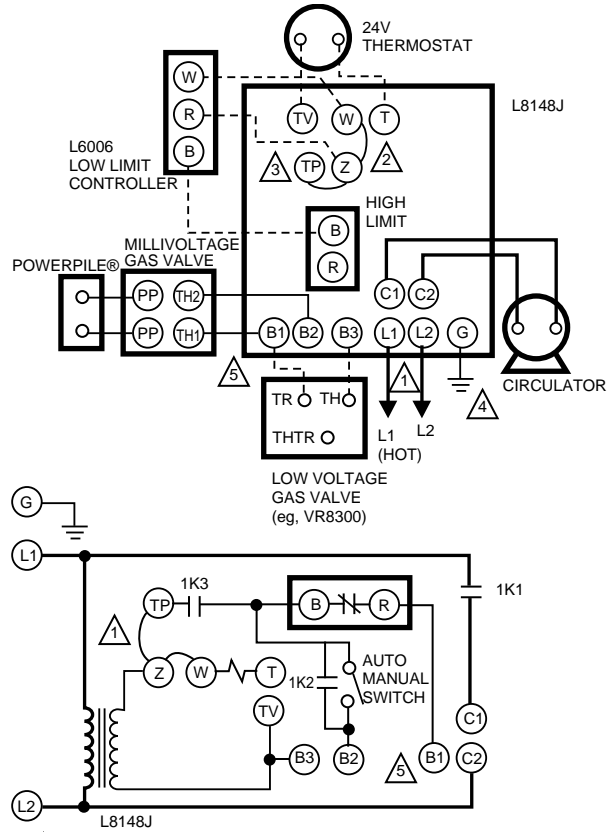 24V
THERMOSTAT
L8148J
W
R
B
L6006
LOW LIMIT
CONTROLLER
TV
W
T
3
TP
Z
2
HIGH
LIMIT
B
R
MILLIVOLTAGE
GAS VALVE
POWERPILE®
PP
TH2
PP
TH1
C1
C2
B1
B2
B3
L1
L2
G
5
1
4
CIRCULATOR
TR
TH
THTR
L1
(HOT)
L2
LOW VOLTAGE
GAS VALVE
(eg, VR8300)
G
L1
1K3
TP
B
R
1K1
1
Z
W
T
1K2
AUTO
MANUAL
SWITCH
TV
C1
B3
B2
5
B1
C2
L2
L8148J